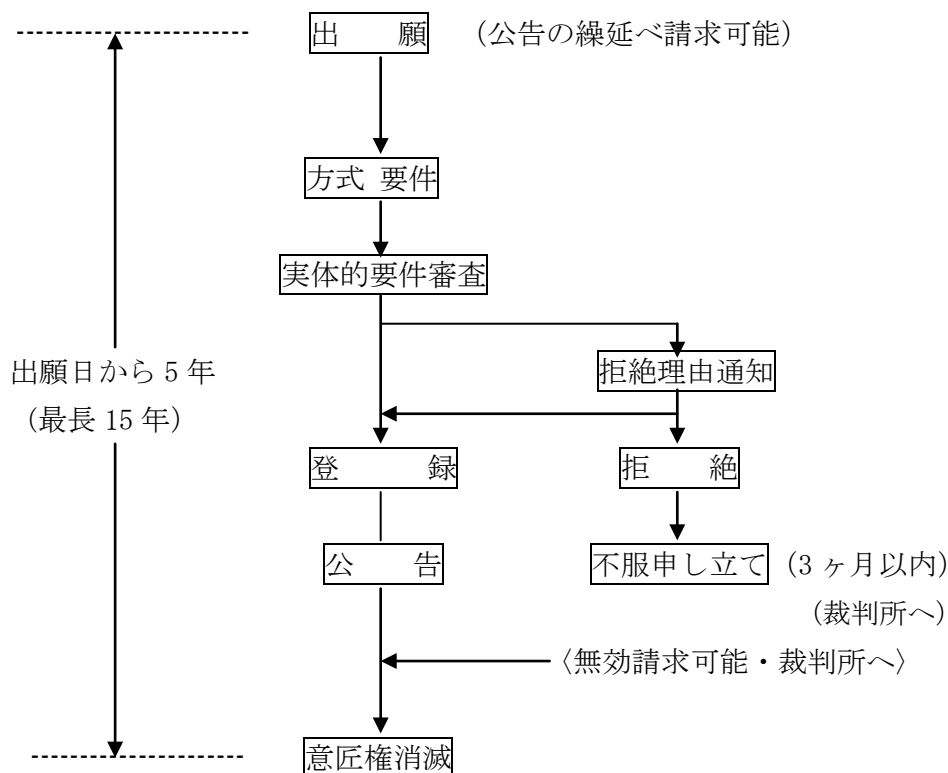 出　　願　(公告の繰延べ請求可能)
方式 要件
実体的要件審査
出願日から 5 年
(最長 15 年)
拒絶理由通知
登　　　録
拒　　絶
公　　　告
不服申し立て (3 ヶ月以内)
(裁判所へ)
〈無効請求可能・裁判所へ〉
意匠権消滅